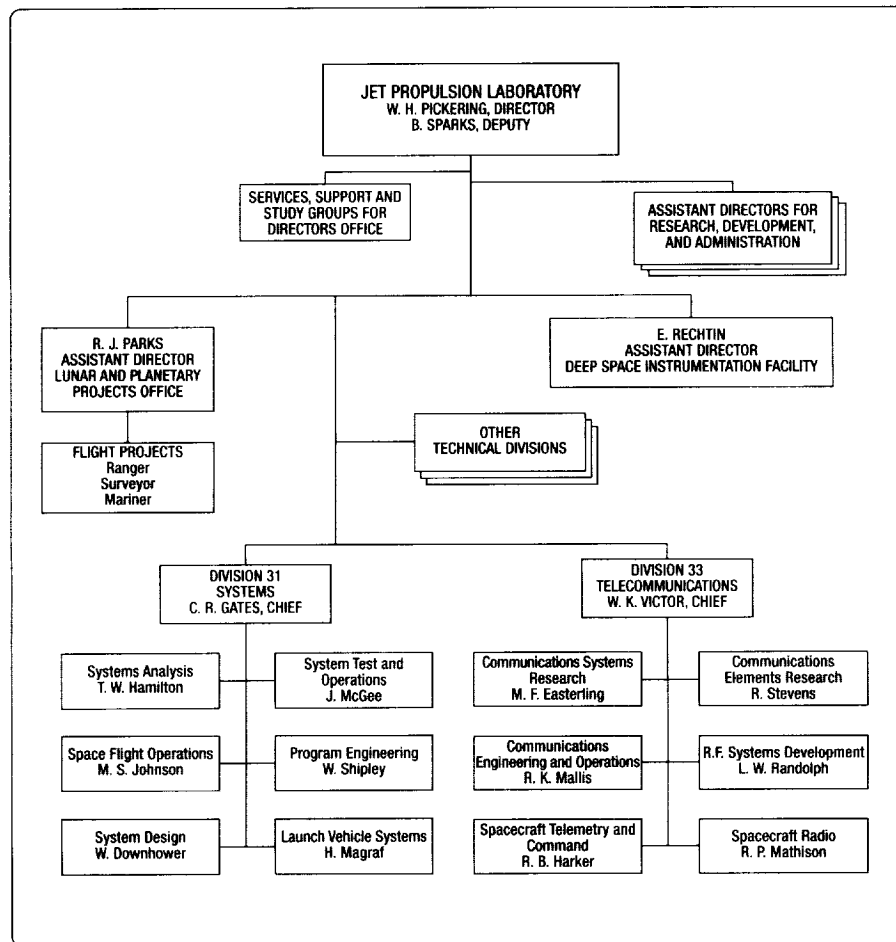 JET PROPULSION LABORATORY
W. H. PICKERING, DIRECTOR
B. SPARKS, DEPUTY
SERVICES, SUPPORT AND
STUDY GROUPS FOR
DIRECTORS OFFICE
ASSISTANT DIRECTORS FOR
RESEARCH, DEVELOPMENT,
AND ADMINISTRATION
R. J. PARKS
ASSISTANT DIRECTOR
LUNAR AND PLANETARY
PROJECTS OFFICE
E. RECHTIN
ASSISTANT DIRECTOR
DEEP SPACE INSTRUMENTATION FACILITY
FLIGHT PROJECTS
Ranger
Surveyor
Mariner
OTHER
TECHNICAL DIVISIONS
DIVISION 31
SYSTEMS
C. R. GATES, CHIEF
DIVISION 33
TELECOMMUNICATIONS
W. K. VICTOR, CHIEF
Systems Analysis
T. W. Hamilton
System Test and
Operations
J. McGee
Communications Systems
Research
M. F. Easterling
Communications
Elements Research
R. Stevens
Space Flight Operations
M. S. Johnson
Program Engineering
W. Shipley
Communications
Engineering and Operations
R. K. Mallis
R.F. Systems Development
L. W. Randolph
System Design
W. Downhower
Launch Vehicle Systems
H. Magraf
Spacecraft Telemetry and
Command
R. B. Harker
Spacecraft Radio
R. P. Mathison